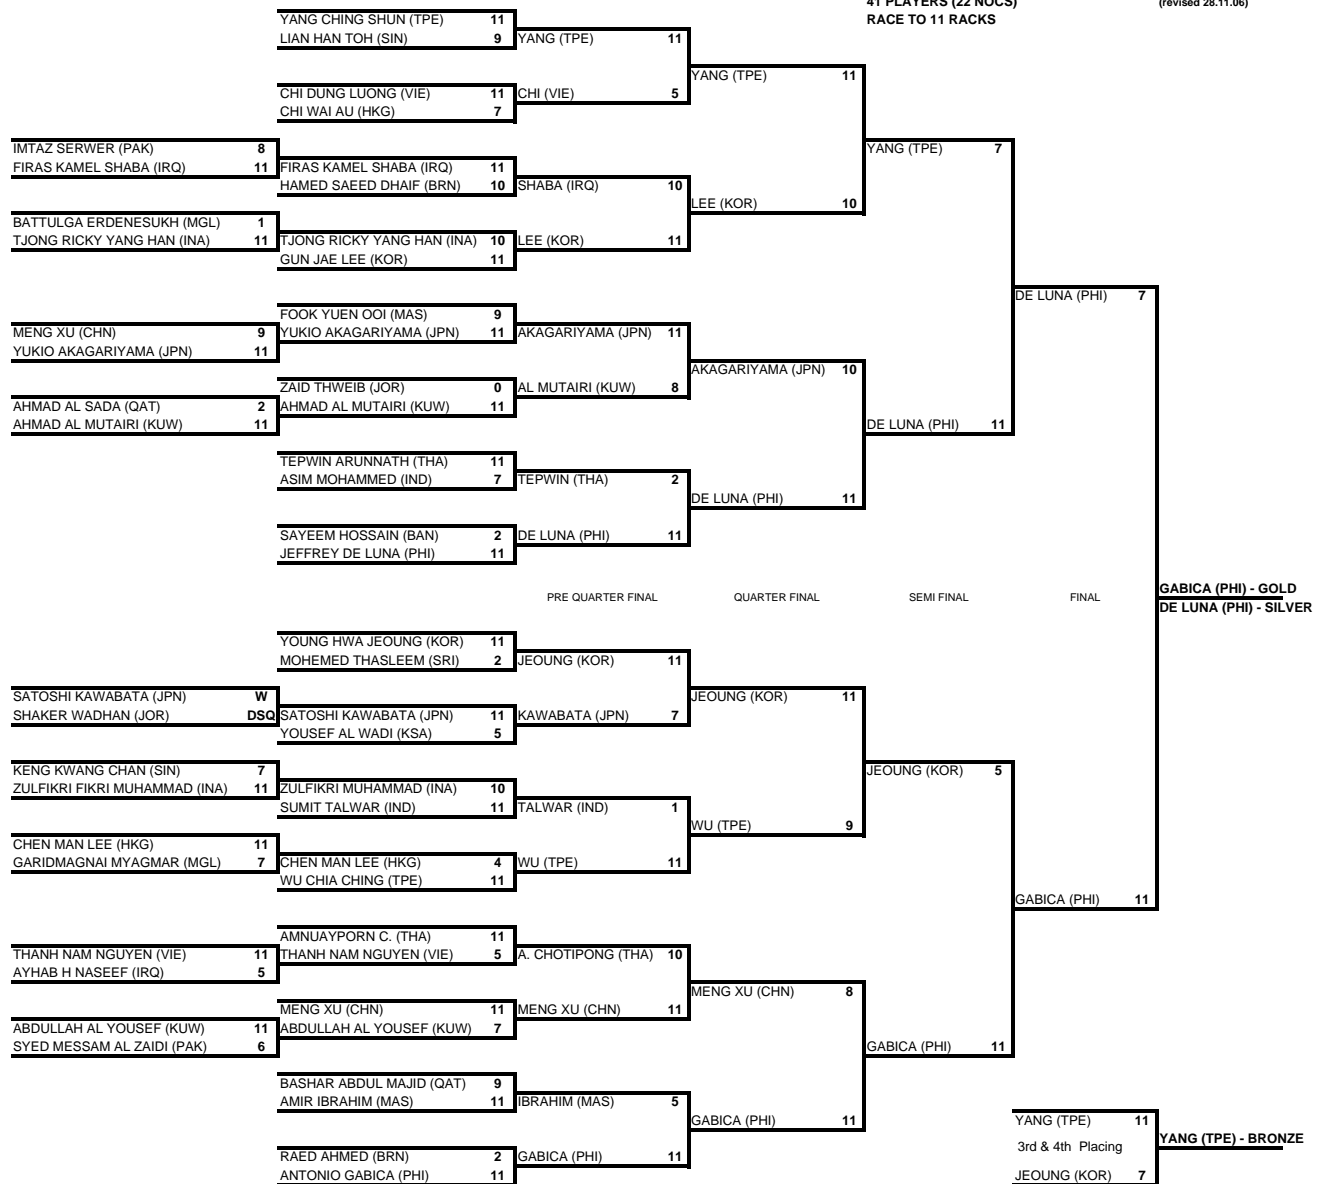 41 PLAYERS (22 NOCS)
(revised 28.11.06)
RACE TO 11 RACKS
YANG CHING SHUN (TPE) 11
LIAN HAN TOH (SIN) 9
YANG (TPE) 11
YANG (TPE) 11
CHI DUNG LUONG (VIE) 11
CHI (VIE) 5
CHI WAI AU (HKG) 7
IMTAZ SERWER (PAK) 8
YANG (TPE) 7
FIRAS KAMEL SHABA (IRQ) 11
FIRAS KAMEL SHABA (IRQ) 11
HAMED SAEED DHAIF (BRN) 10
SHABA (IRQ) 10
LEE (KOR) 10
BATTULGA ERDENESUKH (MGL) 1
TJONG RICKY YANG HAN (INA) 11
TJONG RICKY YANG HAN (INA) 10
LEE (KOR) 11
GUN JAE LEE (KOR) 11
DE LUNA (PHI) 7
FOOK YUEN OOI (MAS) 9
MENG XU (CHN) 9
YUKIO AKAGARIYAMA (JPN) 11
AKAGARIYAMA (JPN) 11
YUKIO AKAGARIYAMA (JPN) 11
AKAGARIYAMA (JPN) 10
ZAID THWEIB (JOR) 0
AL MUTAIRI (KUW) 8
AHMAD AL SADA (QAT) 2
AHMAD AL MUTAIRI (KUW) 11
AHMAD AL MUTAIRI (KUW) 11
DE LUNA (PHI) 11
TEPWIN ARUNNATH (THA) 11
ASIM MOHAMMED (IND) 7
TEPWIN (THA) 2
DE LUNA (PHI) 11
SAYEEM HOSSAIN (BAN) 2
DE LUNA (PHI) 11
JEFFREY DE LUNA (PHI) 11
GABICA (PHI) - GOLD
PRE QUARTER FINAL
QUARTER FINAL
SEMI FINAL
FINAL
DE LUNA (PHI) - SILVER
YOUNG HWA JEOUNG (KOR) 11
MOHEMED THASLEEM (SRI) 2
JEOUNG (KOR) 11
SATOSHI KAWABATA (JPN) W
JEOUNG (KOR) 11
SHAKER WADHAN (JOR) DSQ
SATOSHI KAWABATA (JPN) 11
KAWABATA (JPN) 7
YOUSEF AL WADI (KSA) 5
KENG KWANG CHAN (SIN) 7
JEOUNG (KOR) 5
ZULFIKRI FIKRI MUHAMMAD (INA) 11
ZULFIKRI MUHAMMAD (INA) 10
SUMIT TALWAR (IND) 11
TALWAR (IND) 1
WU (TPE) 9
CHEN MAN LEE (HKG) 11
GARIDMAGNAI MYAGMAR (MGL) 7
CHEN MAN LEE (HKG) 4
WU (TPE) 11
WU CHIA CHING (TPE) 11
GABICA (PHI) 11
AMNUAYPORN C. (THA) 11
THANH NAM NGUYEN (VIE) 11
THANH NAM NGUYEN (VIE) 5
A. CHOTIPONG (THA) 10
AYHAB H NASEEF (IRQ) 5
MENG XU (CHN) 8
MENG XU (CHN) 11
MENG XU (CHN) 11
ABDULLAH AL YOUSEF (KUW) 11
ABDULLAH AL YOUSEF (KUW) 7
SYED MESSAM AL ZAIDI (PAK) 6
GABICA (PHI) 11
BASHAR ABDUL MAJID (QAT) 9
AMIR IBRAHIM (MAS) 11
IBRAHIM (MAS) 5
GABICA (PHI) 11
YANG (TPE) 11
YANG (TPE) - BRONZE
3rd & 4th Placing
RAED AHMED (BRN) 2
GABICA (PHI) 11
ANTONIO GABICA (PHI) 11
JEOUNG (KOR) 7